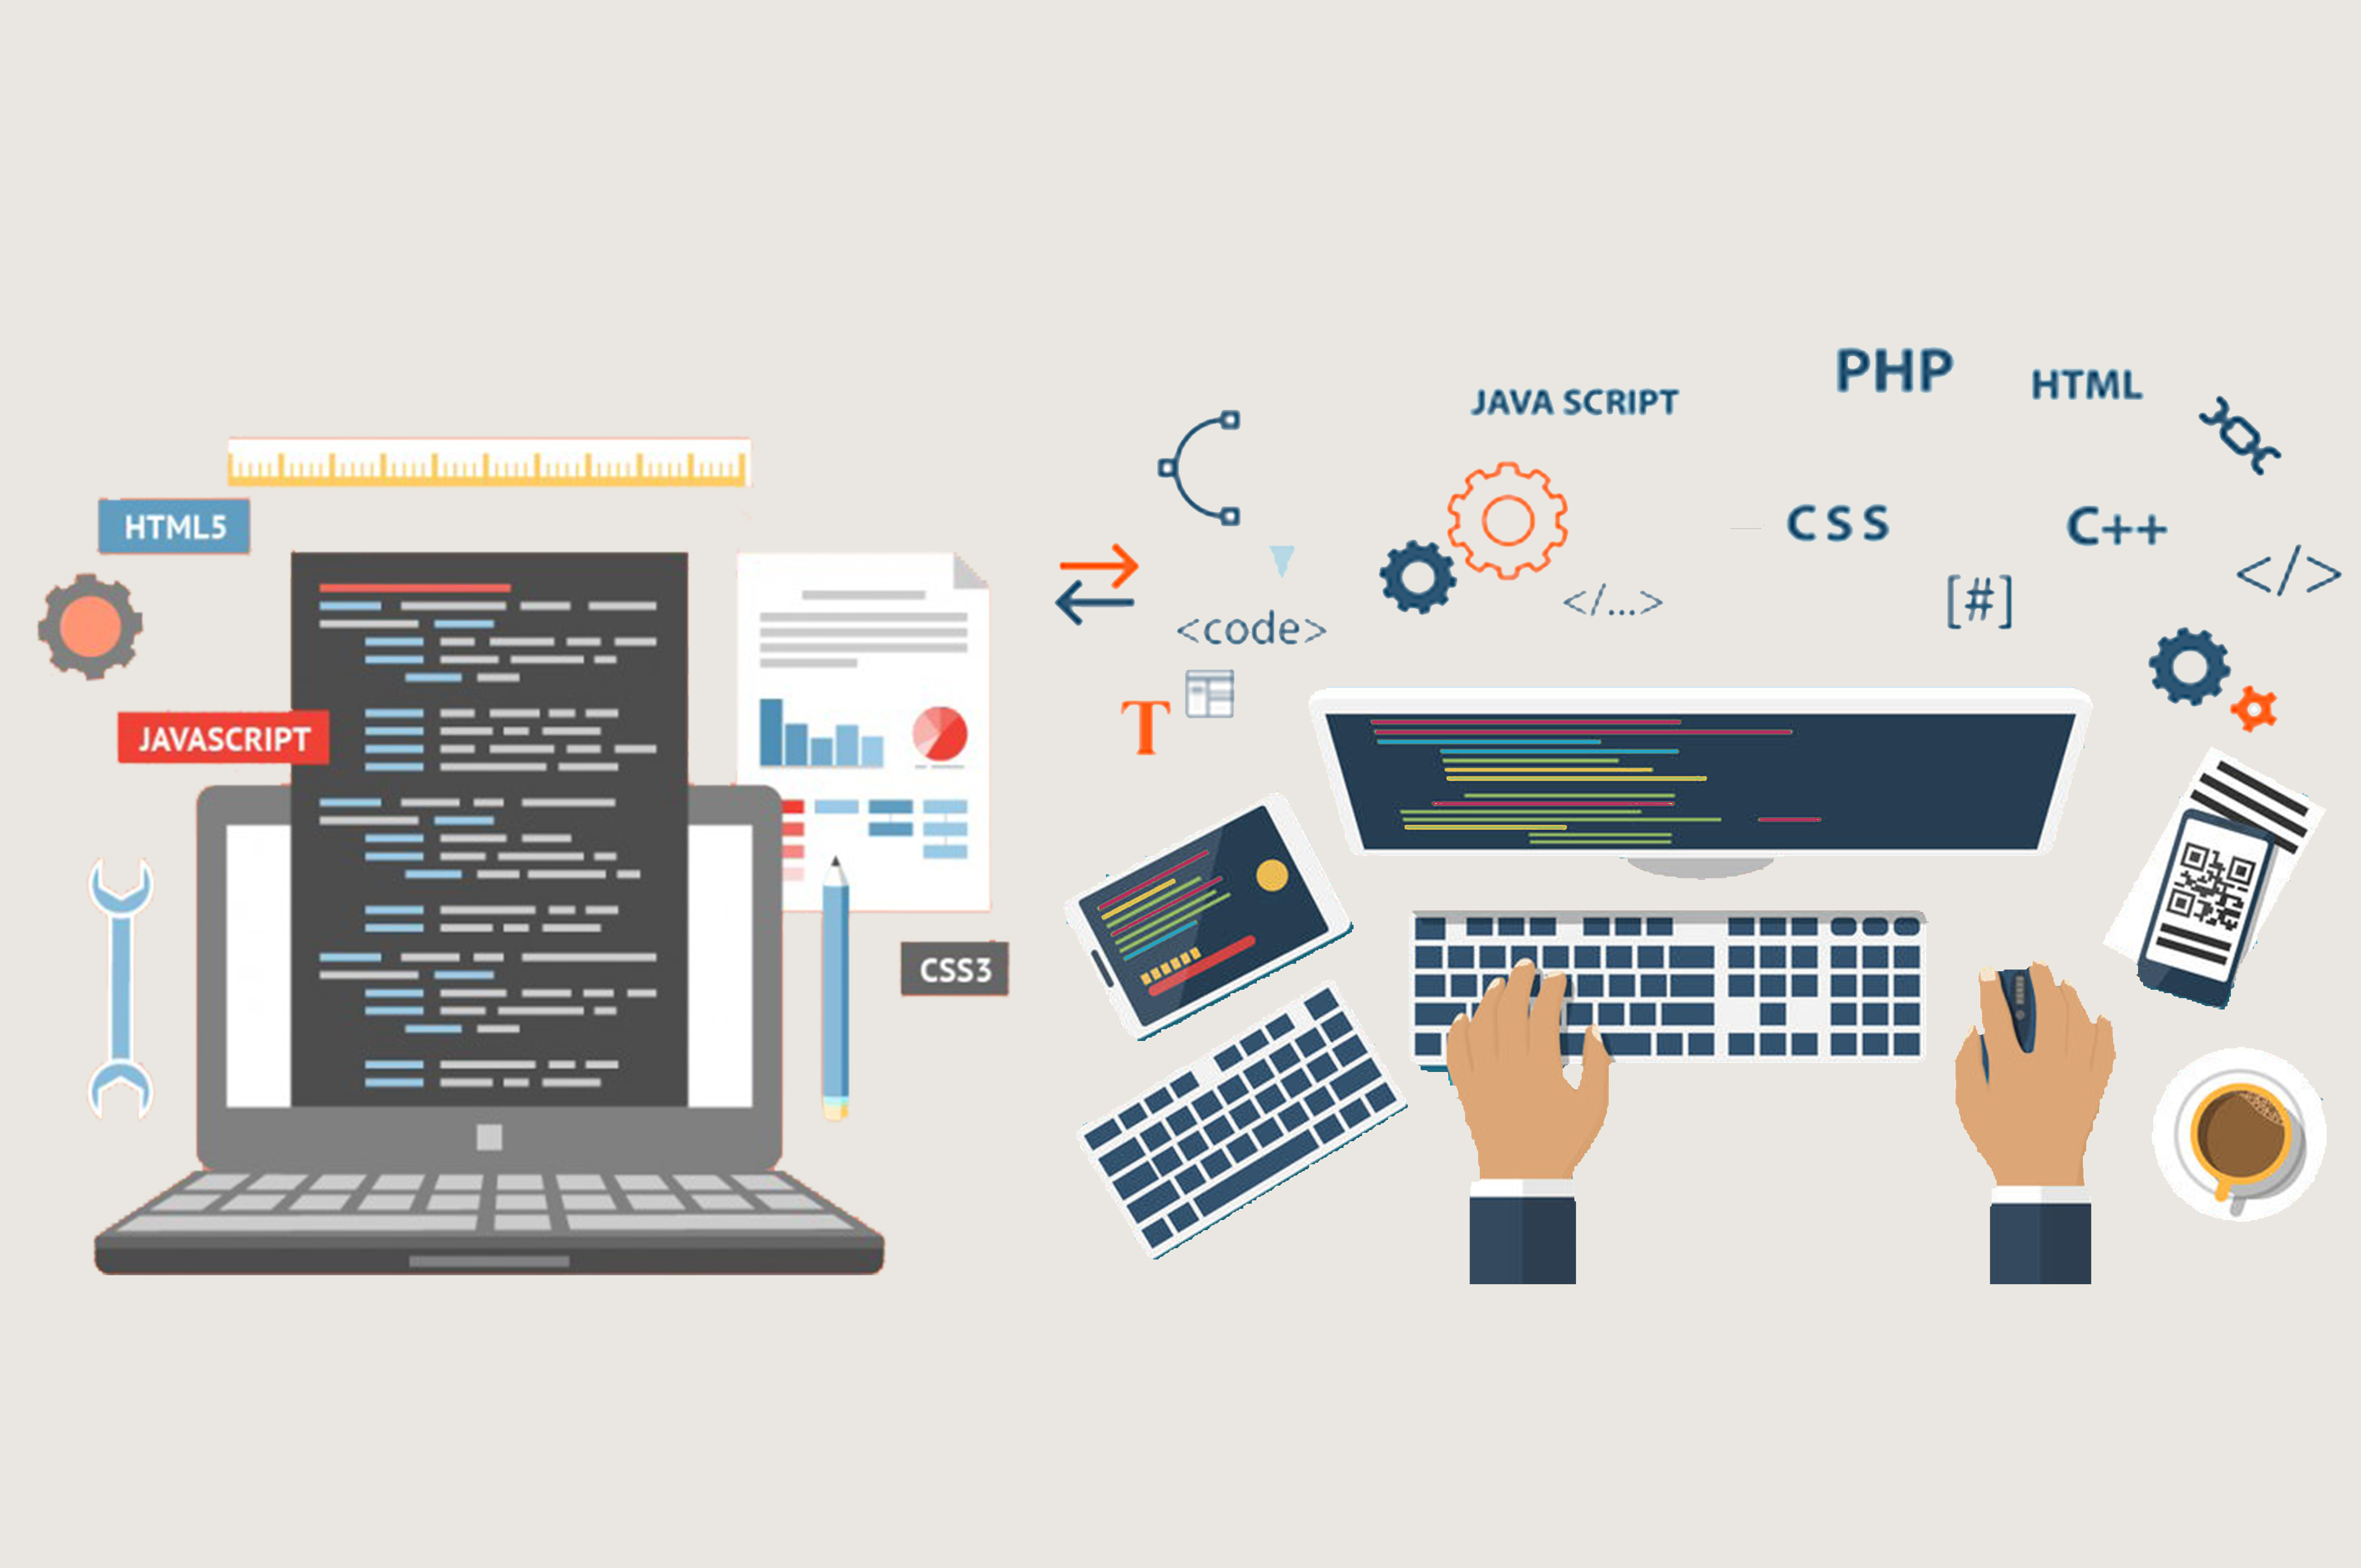 HTML5
JAVASCRIPT
CSS3
JAVA SCRIPT
PHP
HTML
CSS
C++
</>
[#]
</...>
<code>
T